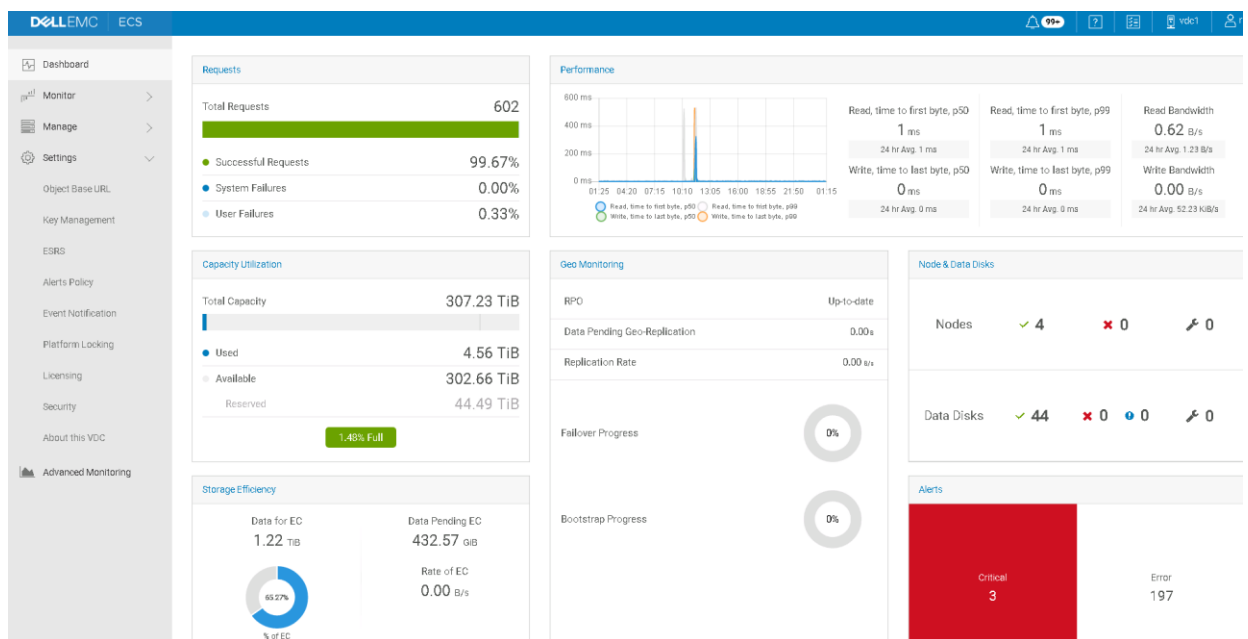 DELLEMC ECS 99+ ? vdc1
Dashboard
Monitor
Manage
Settings
Object Base URL
Key Management
ESRS
Alerts Policy
Event Notification
Platform Locking
Licensing
Security
About this VDC
Advanced Monitoring
Requests
Total Requests 602
Successful Requests 99.67%
System Failures 0.00%
User Failures 0.33%
Performance
600 ms
400 ms
200 ms
0 ms
01:25 04:20 07:15 10:10 13:05 16:00 18:55 21:50 01:15
Read, time to first byte, p50 Read, time to first byte, p99
Write, time to last byte, p50 Write, time to last byte, p99
Read, time to first byte, p50
1 ms
24 hr Avg. 1 ms
Read, time to first byte, p99
1 ms
24 hr Avg. 1 ms
Read Bandwidth
0.62 B/s
24 hr Avg. 1.23 B/s
Write, time to last byte, p50
0 ms
24 hr Avg. 0 ms
Write, time to last byte, p99
0 ms
24 hr Avg. 0 ms
Write Bandwidth
0.00 B/s
24 hr Avg. 52.23 KiB/s
Capacity Utilization
Total Capacity 307.23 TiB
Used 4.56 TiB
Available 302.66 TiB
Reserved 44.49 TiB
1.48% Full
Geo Monitoring
RPO Up-to-date
Data Pending Geo-Replication 0.00 B
Replication Rate 0.00 B/s
Failover Progress 0%
Bootstrap Progress 0%
Node & Data Disks
Nodes 4 0 0
Data Disks 44 0 0 0
Storage Efficiency
Data for EC
1.22 TiB
65.27%
% of EC
Data Pending EC
432.57 GiB
Rate of EC
0.00 B/s
Alerts
Critical
3
Error
197